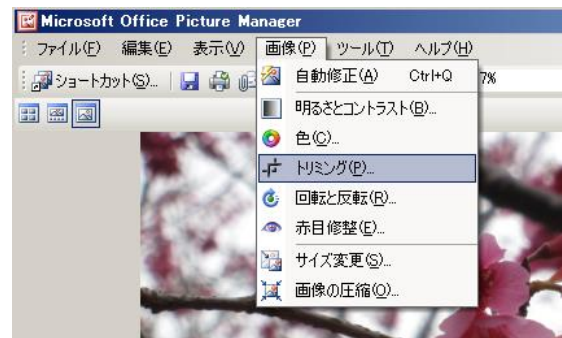 Microsoft Office Picture Manager
ファイル(F) 編集(E) 表示(V) 画像(P) ツール(T) ヘルプ(H)
ショートカット(S)... 7%
自動修正(A) Ctrl+Q
明るさとコントラスト(B)...
色(C)...
トリミング(P)...
回転と反転(R)...
赤目修整(E)...
サイズ変更(S)...
画像の圧縮(O)...